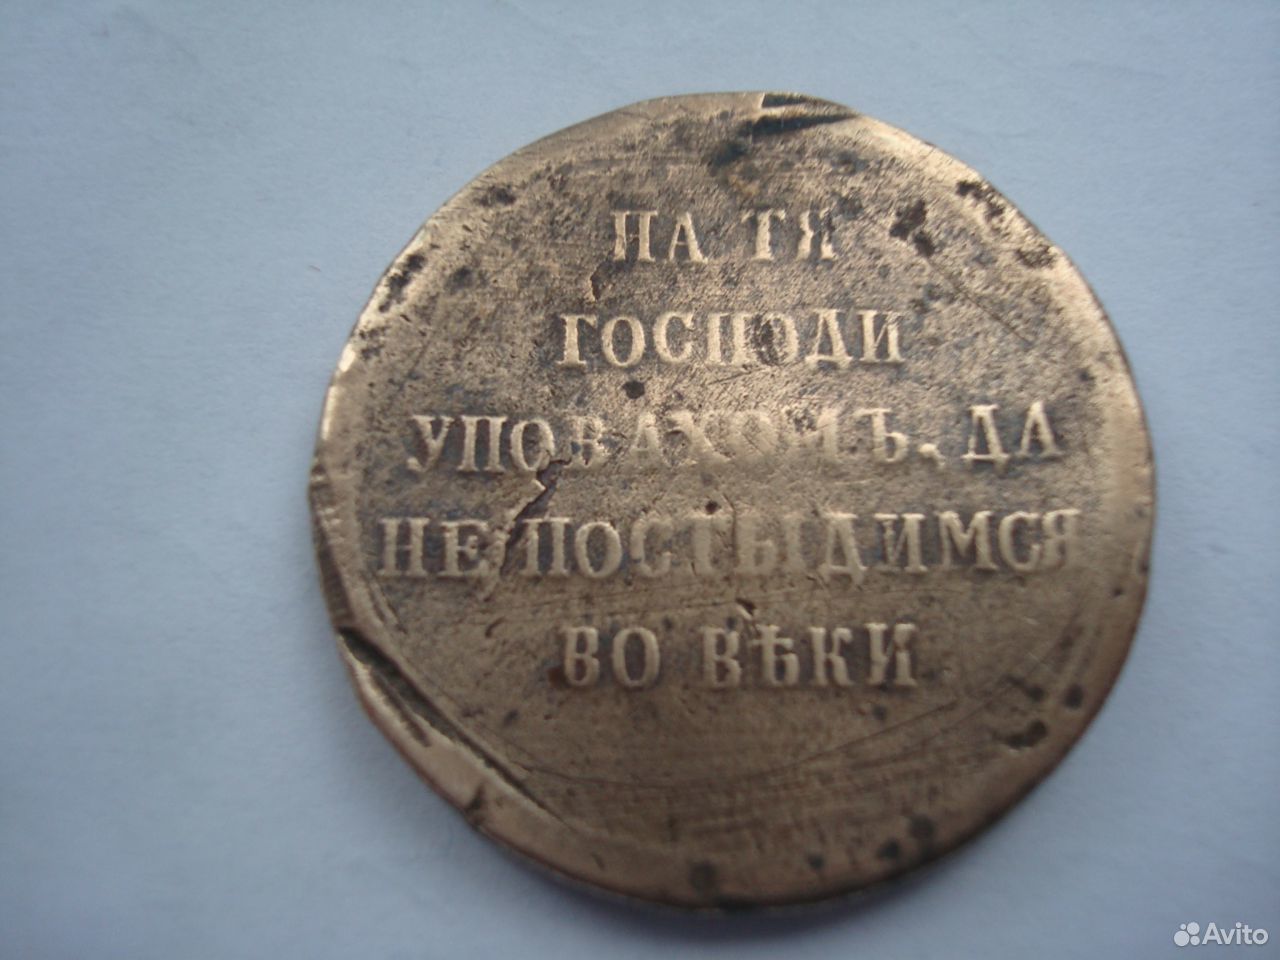 НА ТЯ
ГОСПОДИ
УПОВАХОМЪ, ДА
НЕ ПОСТЫДИМСЯ
ВО ВѢКИ
Avito